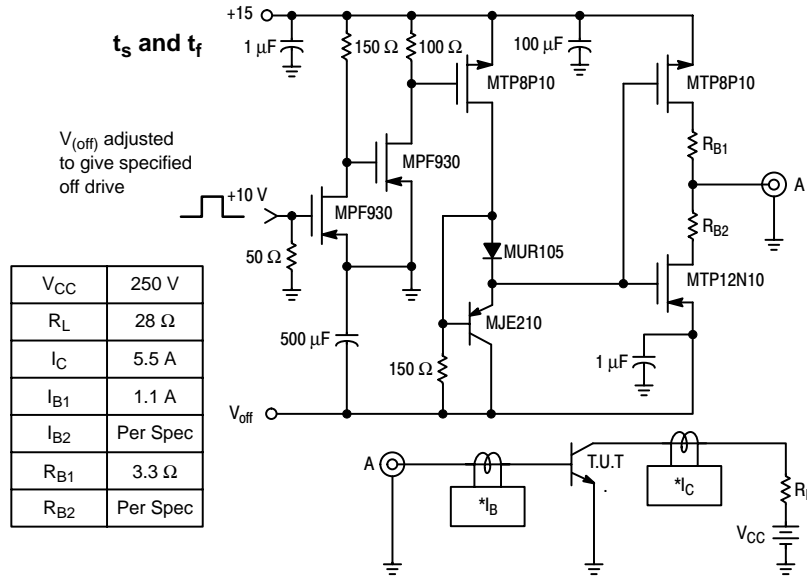 +15
t_s and t_f
1 μF
150 Ω
100 Ω
MTP8P10
100 μF
MTP8P10
V_(off) adjusted
to give specified
off drive
MPF930
R_B1
A
+10 V
MPF930
R_B2
50 Ω
MUR105
MTP12N10
500 μF
MJE210
150 Ω
1 μF
V_off
V_CC 250 V
R_L 28 Ω
I_C 5.5 A
I_B1 1.1 A
I_B2 Per Spec
R_B1 3.3 Ω
R_B2 Per Spec
A
T.U.T
*I_B
*I_C
V_CC